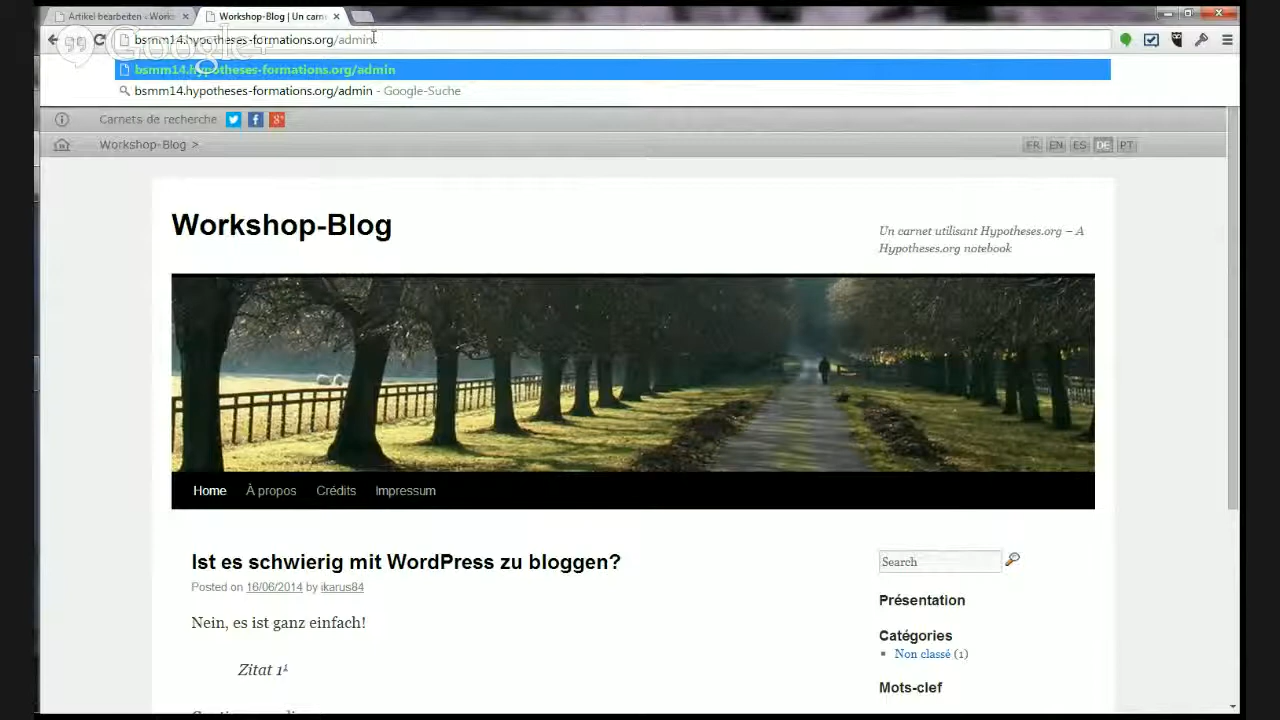 Artikel bearbeiten - Works
Workshop-Blog | Un carn
Google+
bsmm14.hypotheses-formations.org/admin
bsmm14.hypotheses-formations.org/admin
bsmm14.hypotheses-formations.org/admin - Google-Suche
Carnets de recherche
Workshop-Blog >
FR EN ES DE PT
Workshop-Blog
Un carnet utilisant Hypotheses.org – A
Hypotheses.org notebook
Home À propos Crédits Impressum
Ist es schwierig mit WordPress zu bloggen?
Posted on 16/06/2014 by ikarus84
Nein, es ist ganz einfach!
Zitat 1¹
Search
Présentation
Catégories
Non classé (1)
Mots-clef